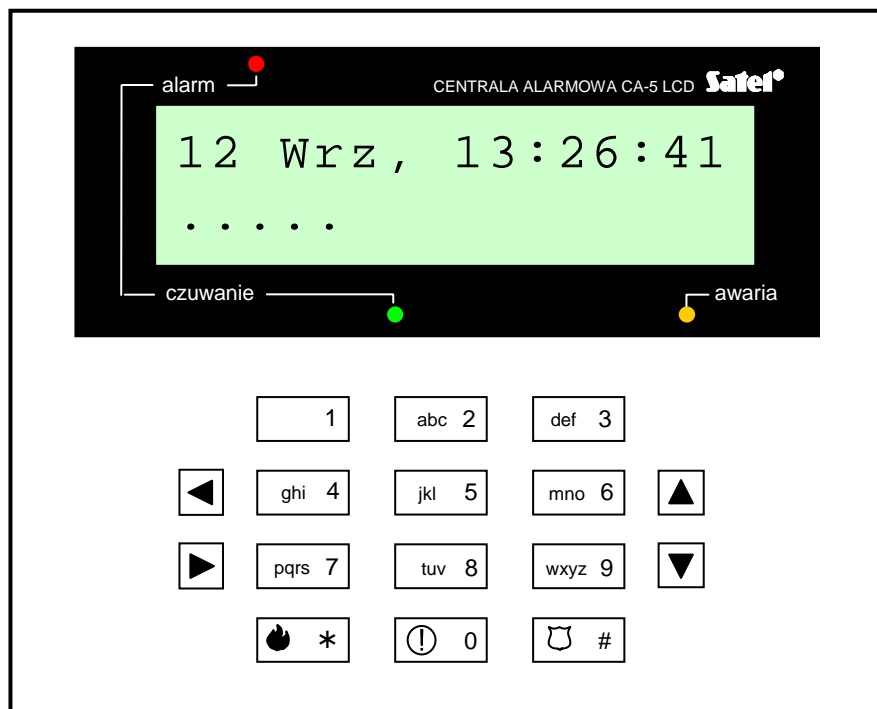 alarm
CENTRALA ALARMOWA CA-5 LCD Satel®
12 Wrz, 13:26:41
.....
czuwanie
awaria
1
abc 2
def 3
ghi 4
jkl 5
mno 6
pqrs 7
tuv 8
wxyz 9
*
0
#